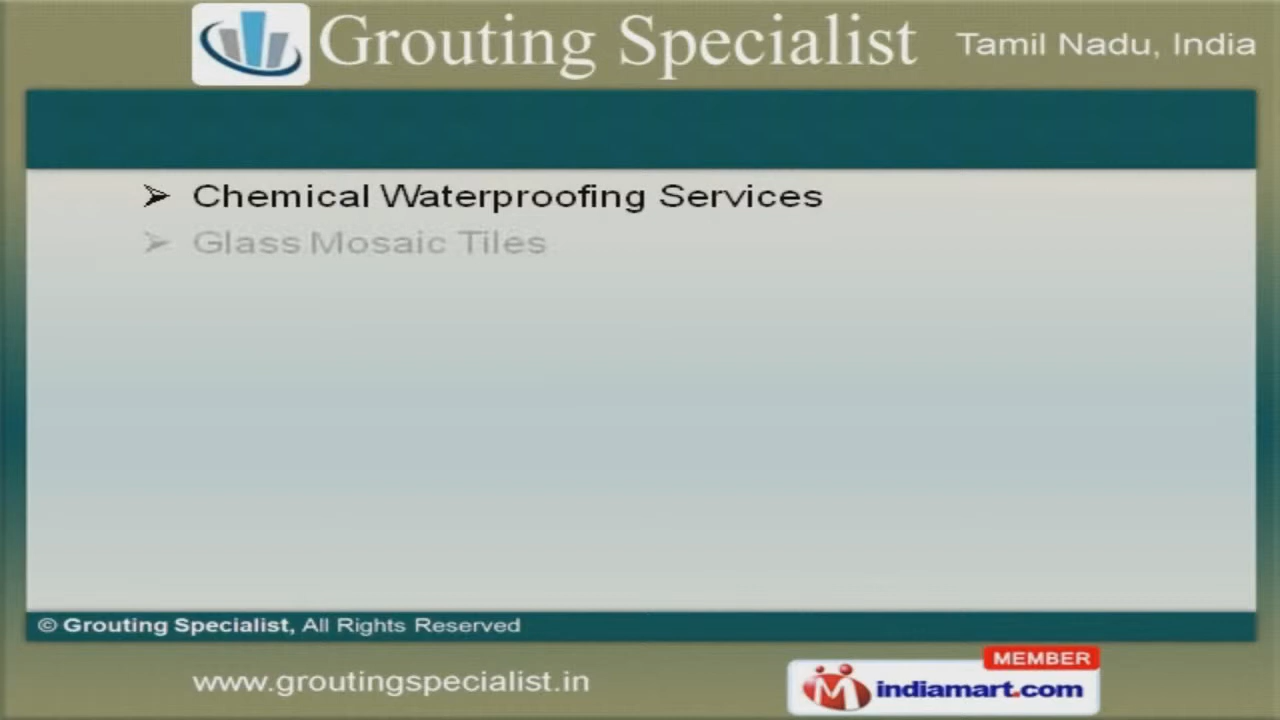 Grouting Specialist
Tamil Nadu, India
Chemical Waterproofing Services
Glass Mosaic Tiles
© Grouting Specialist, All Rights Reserved
www.groutingspecialist.in
MEMBER
indiamart.com